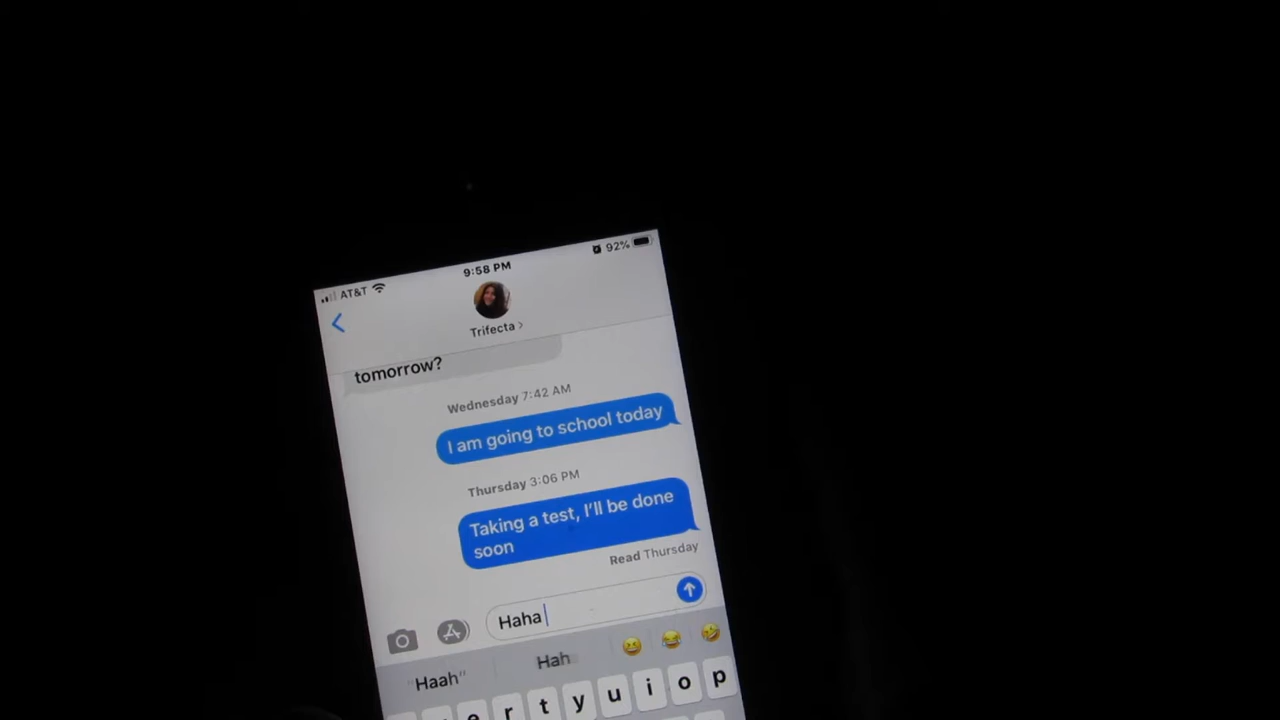 92%
9:58 PM
AT&T
Trifecta
tomorrow?
Wednesday 7:42 AM
I am going to school today
Thursday 3:06 PM
Taking a test, I'll be done
soon
Read Thursday
Haha
"Haah" Hah
e r t y u i o p